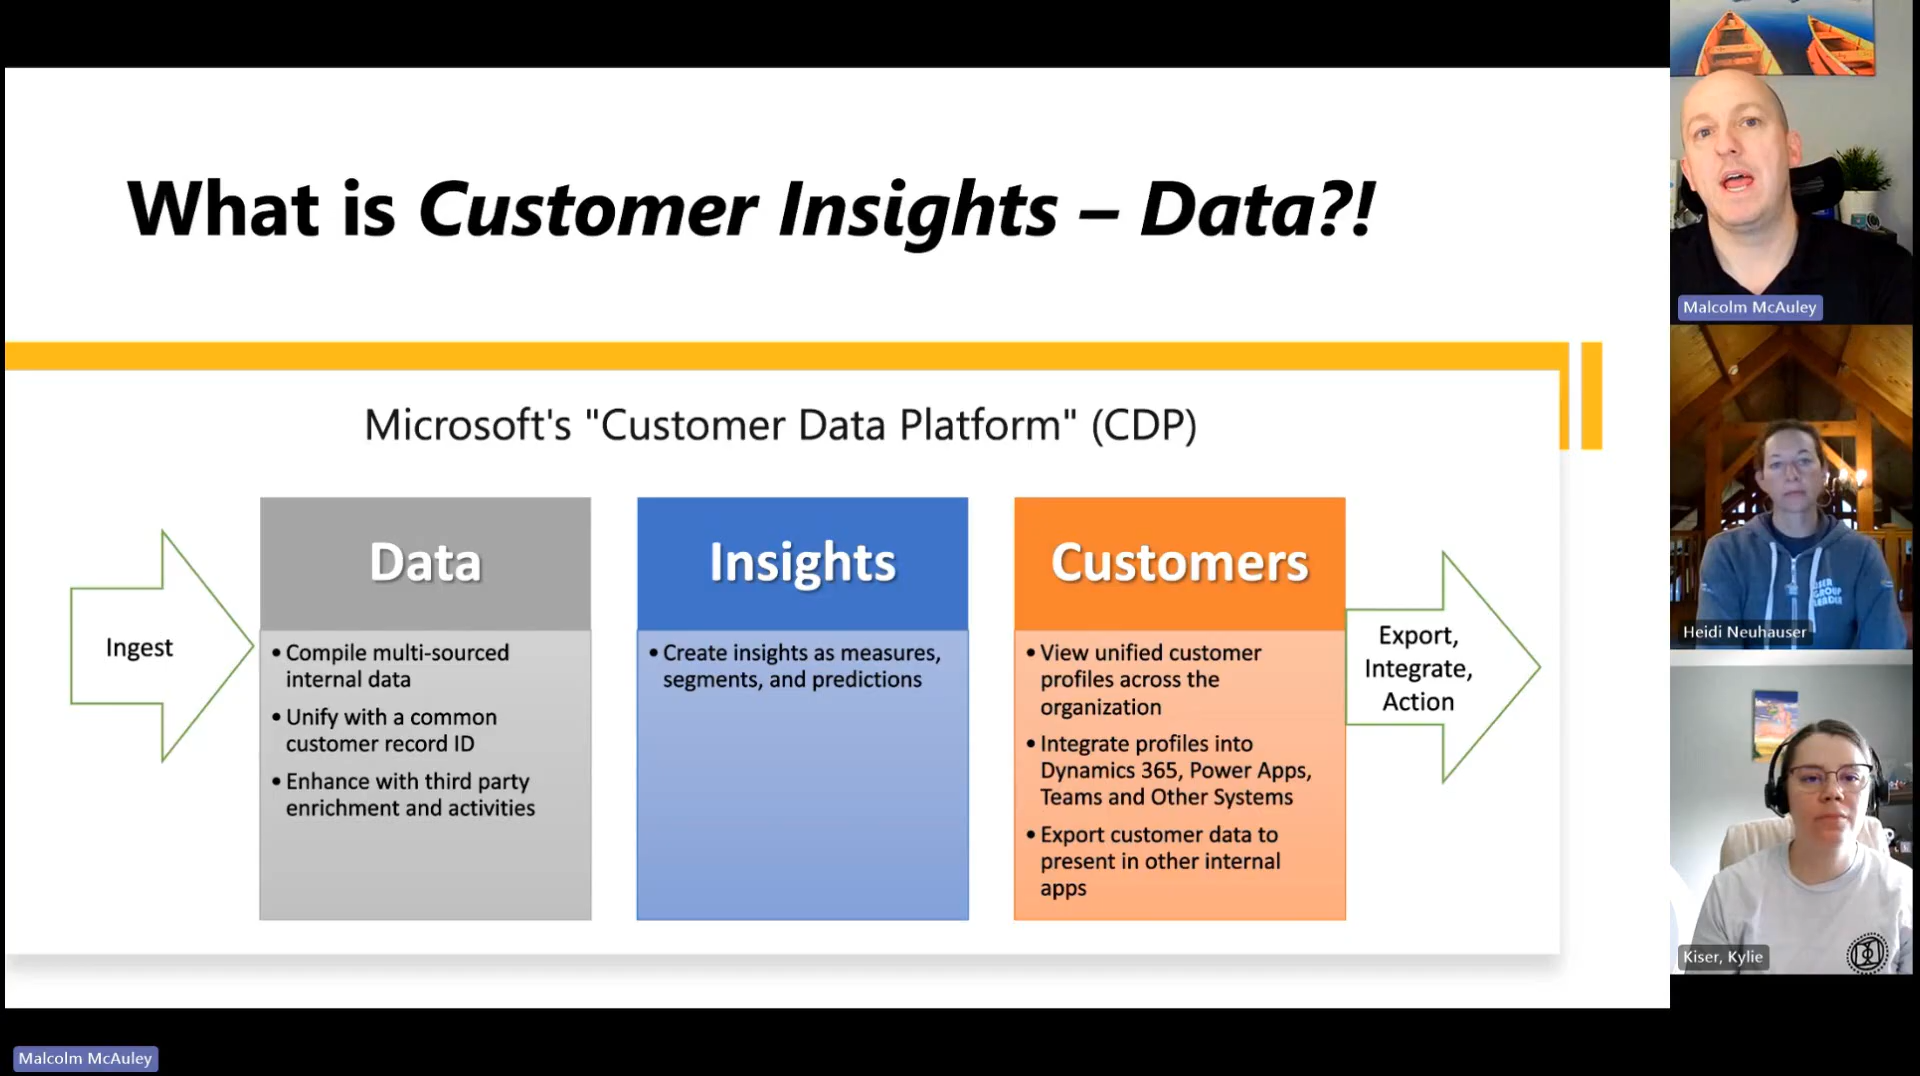 What is Customer Insights – Data?!
Microsoft's "Customer Data Platform" (CDP)
Ingest
Data
• Compile multi-sourced
internal data
• Unify with a common
customer record ID
• Enhance with third party
enrichment and activities
Insights
• Create insights as measures,
segments, and predictions
Customers
• View unified customer
profiles across the
organization
• Integrate profiles into
Dynamics 365, Power Apps,
Teams and Other Systems
• Export customer data to
present in other internal
apps
Export,
Integrate,
Action
Malcolm McAuley
USER
GROUP
LEADER
Heidi Neuhauser
Kiser, Kylie
Malcolm McAuley